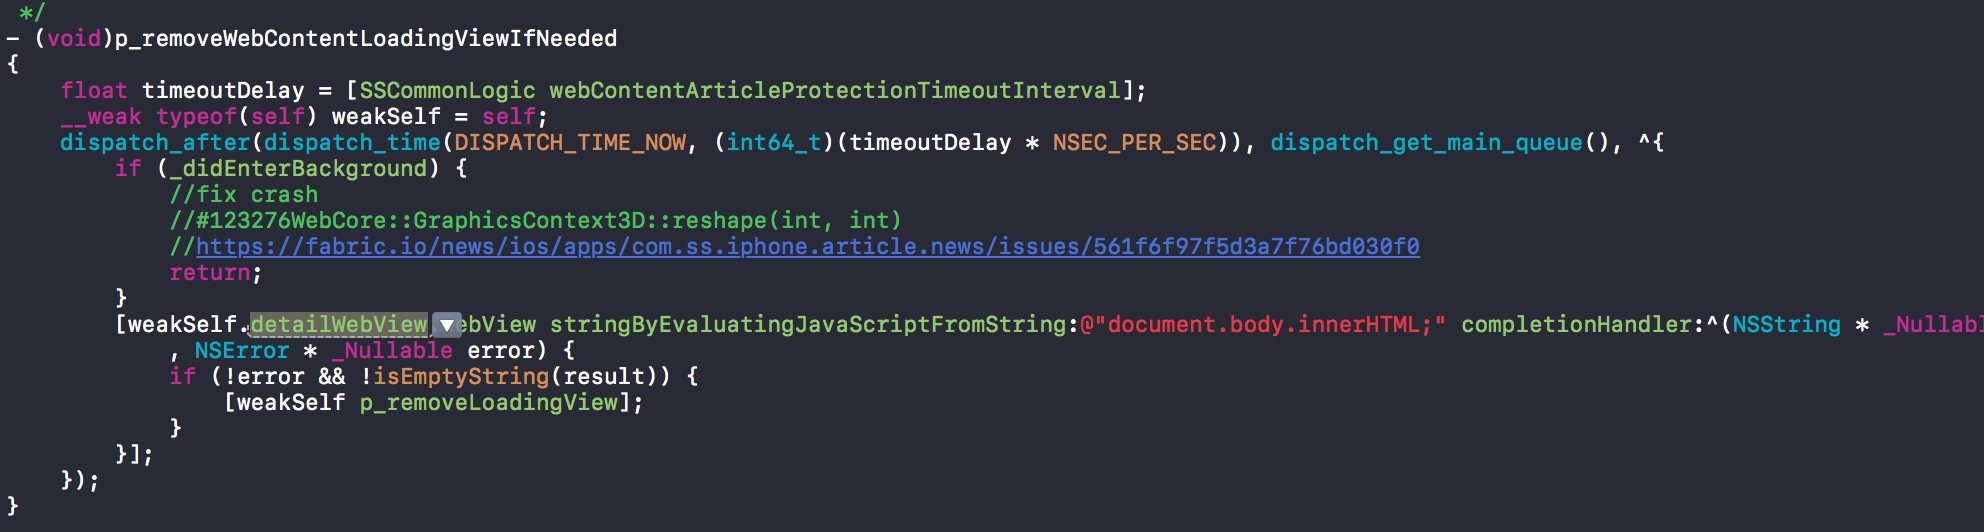 */
- (void)p_removeWebContentLoadingViewIfNeeded
{
float timeoutDelay = [SSCommonLogic webContentArticleProtectionTimeoutInterval];
__weak typeof(self) weakSelf = self;
dispatch_after(dispatch_time(DISPATCH_TIME_NOW, (int64_t)(timeoutDelay * NSEC_PER_SEC)), dispatch_get_main_queue(), ^{
if (_didEnterBackground) {
//fix crash
//#123276WebCore::GraphicsContext3D::reshape(int, int)
//https://fabric.io/news/ios/apps/com.ss.iphone.article.news/issues/561f6f97f5d3a7f76bd030f0
return;
}
[weakSelf.detailWebView ebView stringByEvaluatingJavaScriptFromString:@"document.body.innerHTML;" completionHandler:^(NSString * _Nullabl
, NSError * _Nullable error) {
if (!error && !isEmptyString(result)) {
[weakSelf p_removeLoadingView];
}
}];
});
}